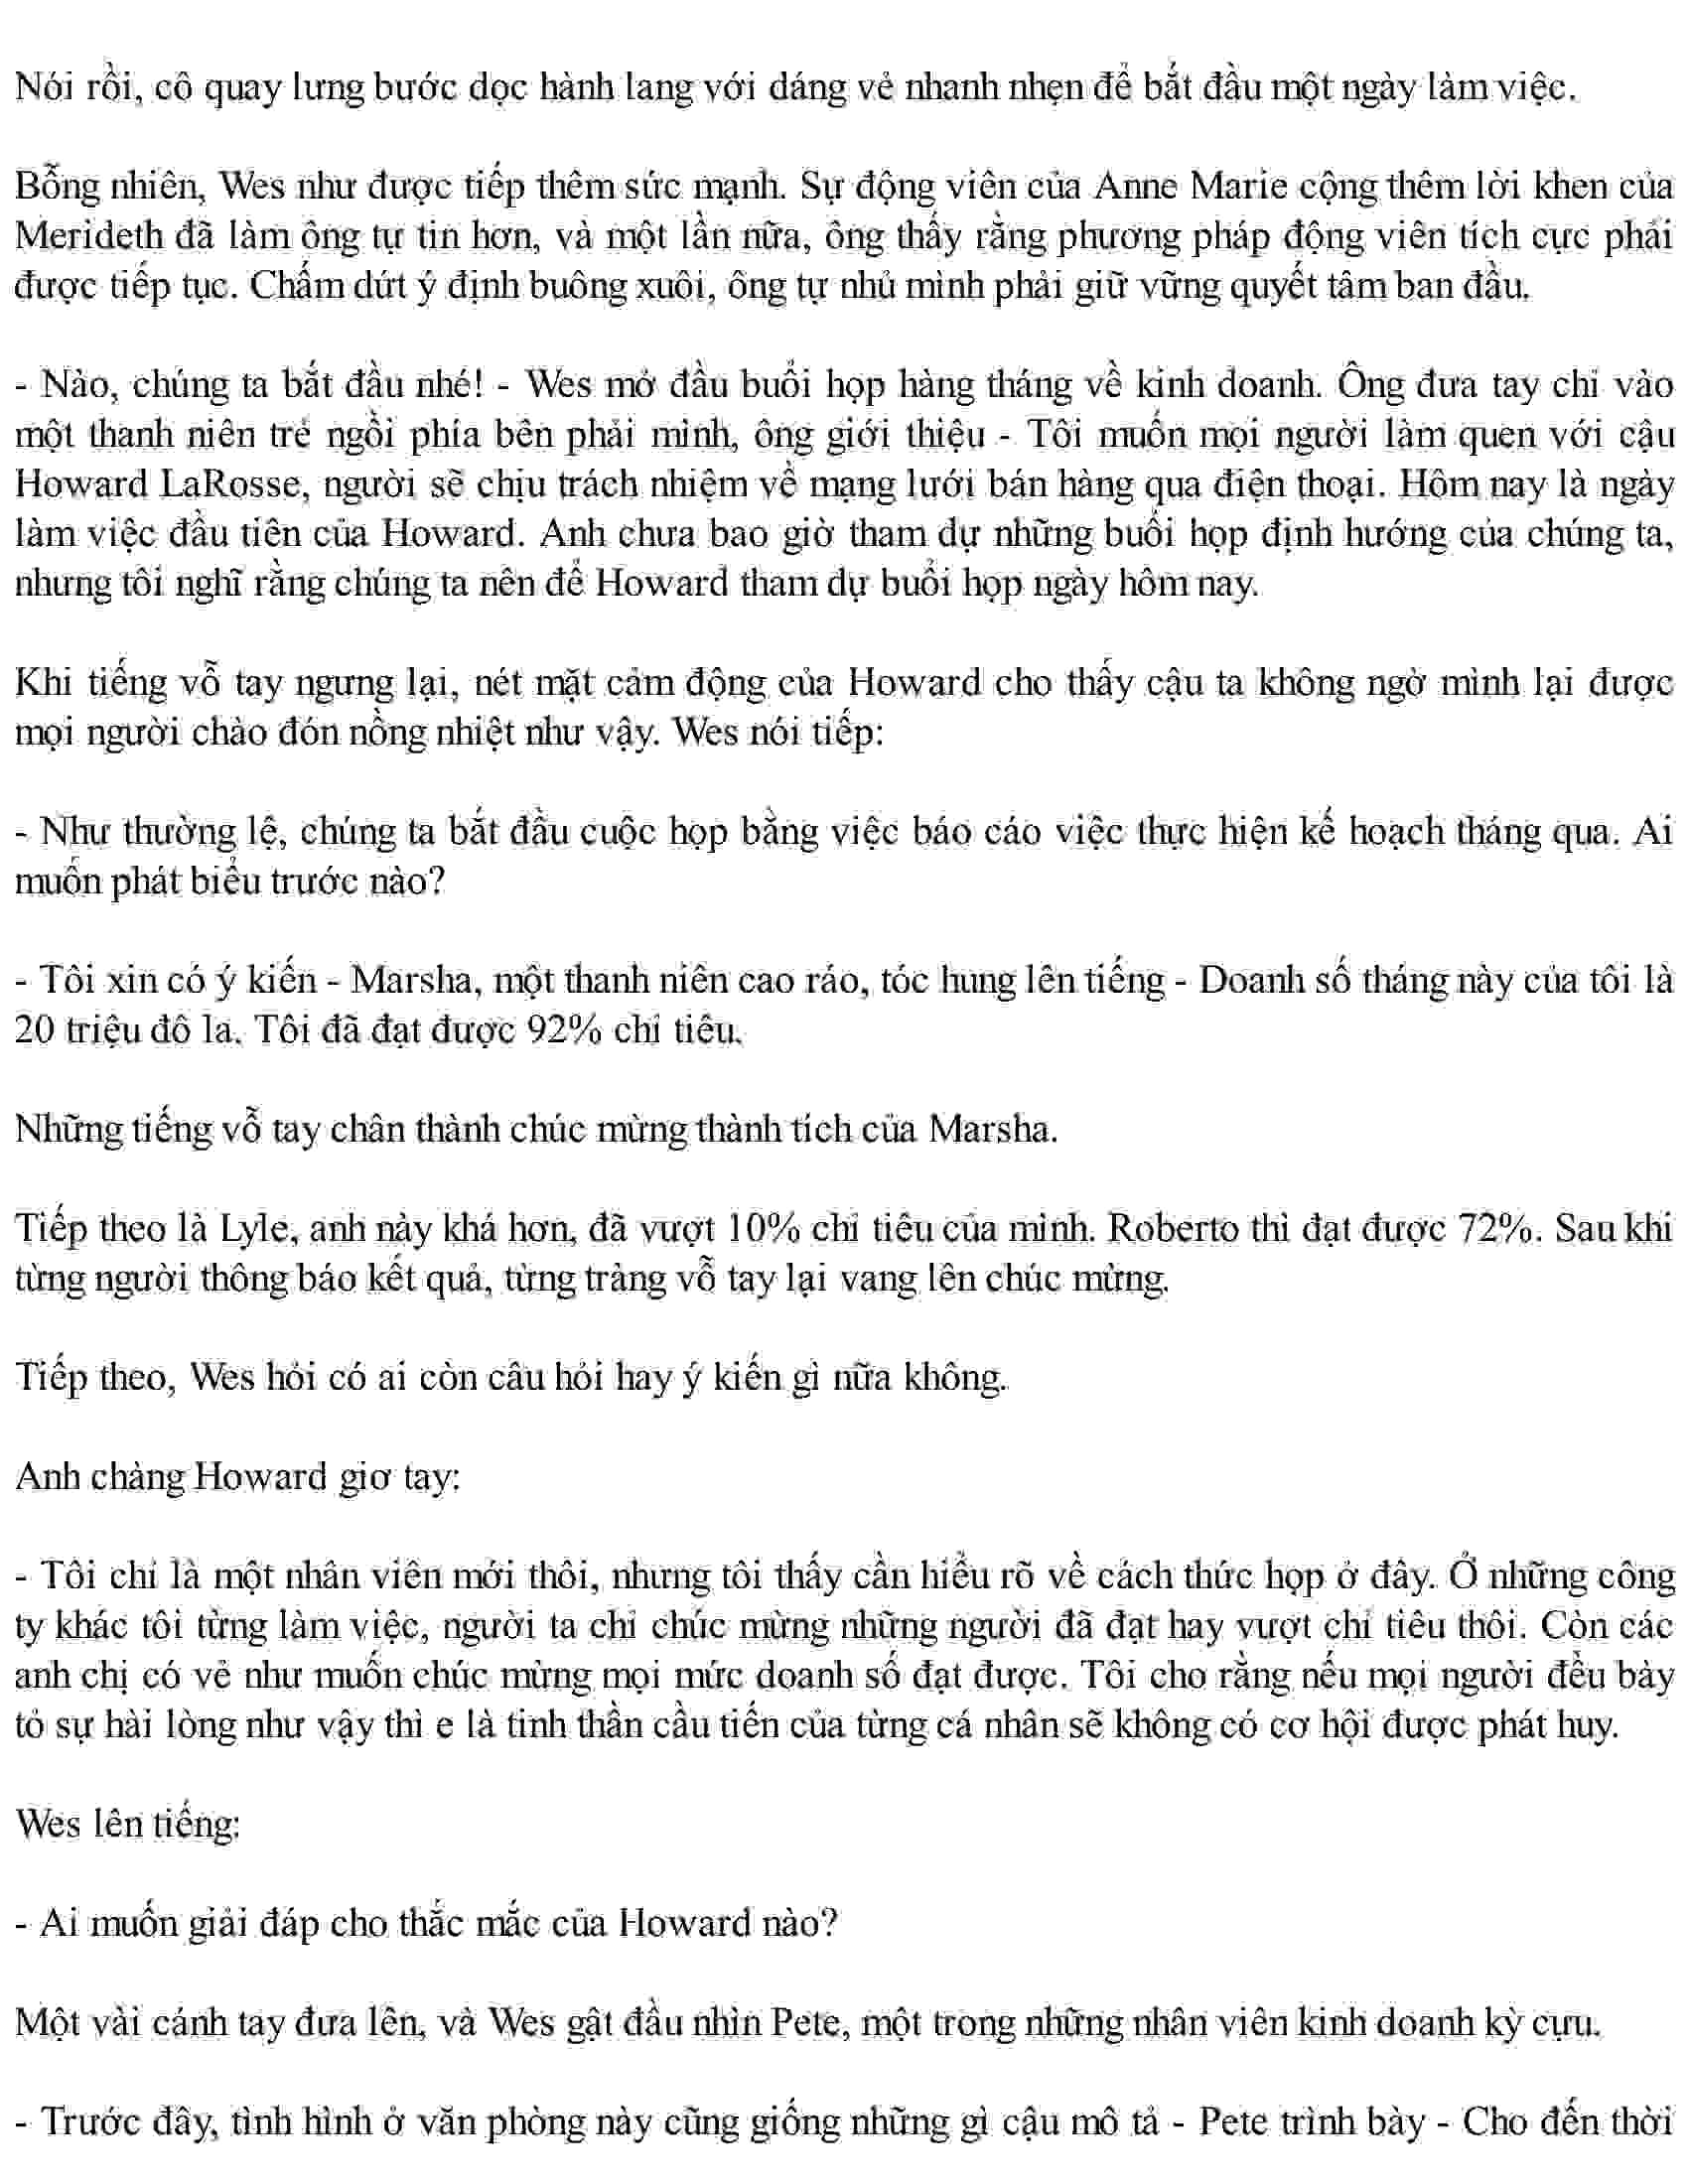 Nói rồi, cô quay lưng bước dọc hành lang với dáng vẻ nhanh nhẹn để bắt đầu một ngày làm việc.
Bỗng nhiên, Wes như được tiếp thêm sức mạnh. Sự động viên của Anne Marie cộng thêm lời khen của
Merideth đã làm ông tự tin hơn, và một lần nữa, ông thấy rằng phương pháp động viên tích cực phải
được tiếp tục. Chấm dứt ý định buông xuôi, ông tự nhủ mình phải giữ vững quyết tâm ban đầu.
- Nào, chúng ta bắt đầu nhé! - Wes mở đầu buổi họp hàng tháng về kinh doanh. Ông đưa tay chỉ vào
một thanh niên trẻ ngồi phía bên phải mình, ông giới thiệu - Tôi muốn mọi người làm quen với cậu
Howard LaRosse, người sẽ chịu trách nhiệm về mạng lưới bán hàng qua điện thoại. Hôm nay là ngày
làm việc đầu tiên của Howard. Anh chưa bao giờ tham dự những buổi họp định hướng của chúng ta,
nhưng tôi nghĩ rằng chúng ta nên để Howard tham dự buổi họp ngày hôm nay.
Khi tiếng vỗ tay ngưng lại, nét mặt cảm động của Howard cho thấy cậu ta không ngờ mình lại được
mọi người chào đón nồng nhiệt như vậy. Wes nói tiếp:
- Như thường lệ, chúng ta bắt đầu cuộc họp bằng việc báo cáo việc thực hiện kế hoạch tháng qua. Ai
muốn phát biểu trước nào?
- Tôi xin có ý kiến - Marsha, một thanh niên cao ráo, tóc hung lên tiếng - Doanh số tháng này của tôi là
20 triệu đô la. Tôi đã đạt được 92% chỉ tiêu.
Những tiếng vỗ tay chân thành chúc mừng thành tích của Marsha.
Tiếp theo là Lyle, anh này khá hơn, đã vượt 10% chỉ tiêu của mình. Roberto thì đạt được 72%. Sau khi
từng người thông báo kết quả, từng tràng vỗ tay lại vang lên chúc mừng.
Tiếp theo, Wes hỏi có ai còn câu hỏi hay ý kiến gì nữa không.
Anh chàng Howard giơ tay:
- Tôi chỉ là một nhân viên mới thôi, nhưng tôi thấy cần hiểu rõ về cách thức họp ở đây. Ở những công
ty khác tôi từng làm việc, người ta chỉ chúc mừng những người đã đạt hay vượt chỉ tiêu thôi. Còn các
anh chị có vẻ như muốn chúc mừng mọi mức doanh số đạt được. Tôi cho rằng nếu mọi người đều bày
tỏ sự hài lòng như vậy thì e là tinh thần cầu tiến của từng cá nhân sẽ không có cơ hội được phát huy.
Wes lên tiếng:
- Ai muốn giải đáp cho thắc mắc của Howard nào?
Một vài cánh tay đưa lên, và Wes gật đầu nhìn Pete, một trong những nhân viên kinh doanh kỳ cựu.
- Trước đây, tình hình ở văn phòng này cũng giống những gì cậu mô tả - Pete trình bày - Cho đến thời